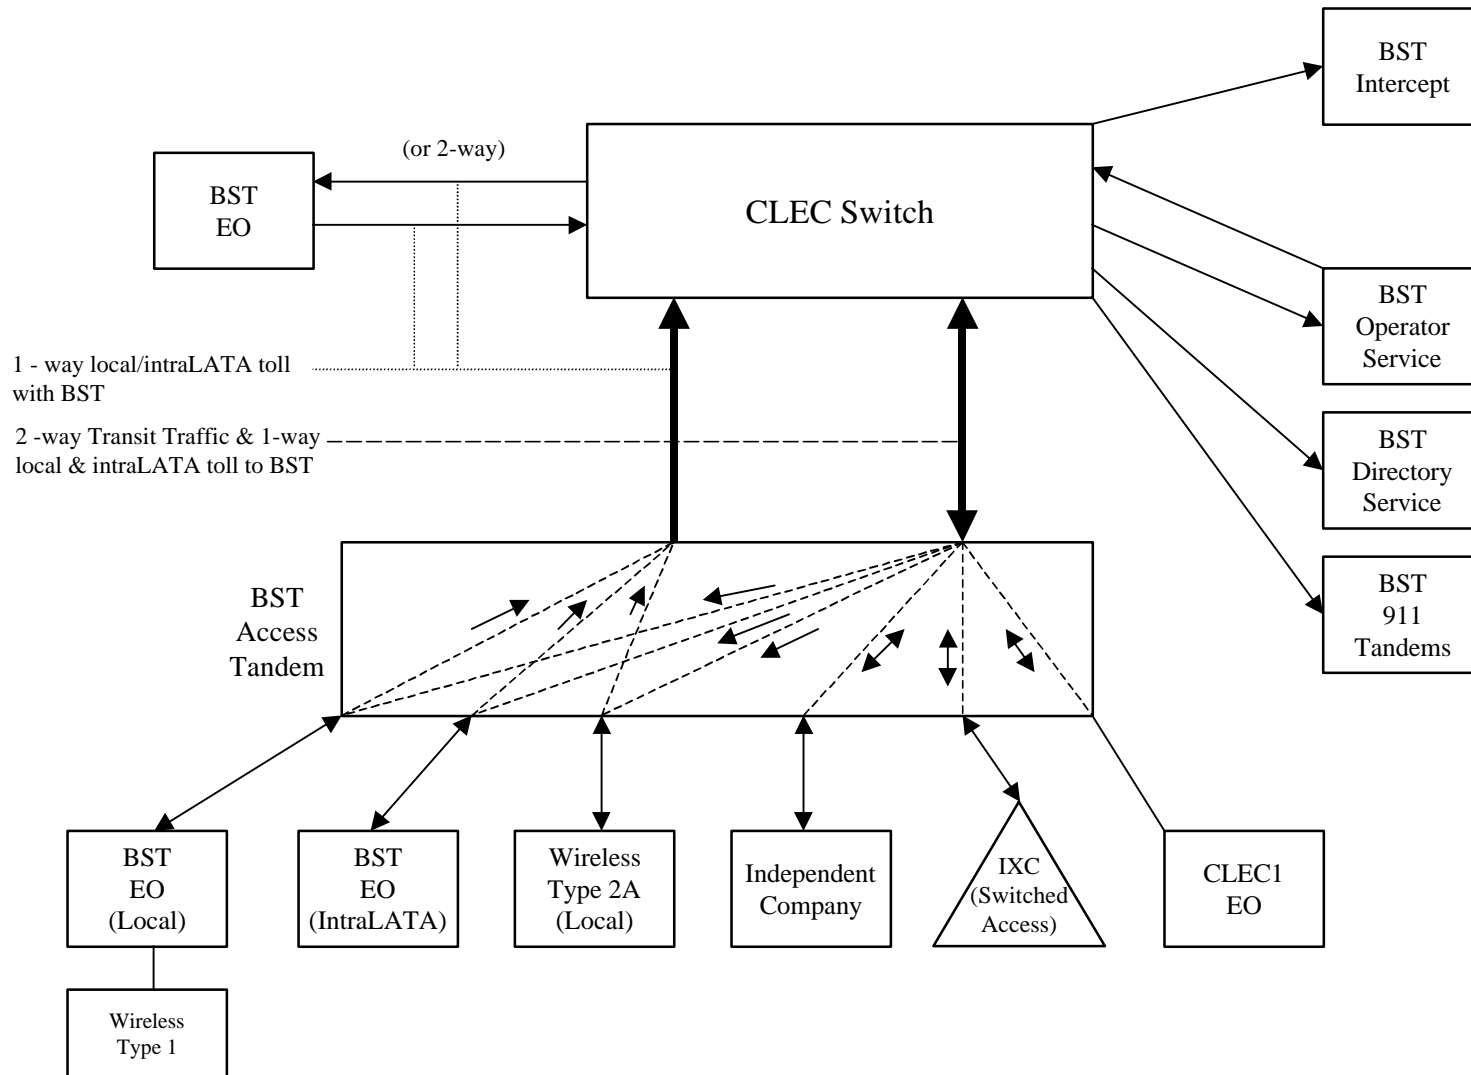 BST
Intercept
(or 2-way)
BST
EO
CLEC Switch
BST
Operator
Service
1 - way local/intraLATA toll
with BST
2 -way Transit Traffic & 1-way
local & intraLATA toll to BST
BST
Directory
Service
BST
911
Tandems
BST
Access
Tandem
BST
EO
(Local)
BST
EO
(IntraLATA)
Wireless
Type 2A
(Local)
Independent
Company
IXC
(Switched
Access)
CLEC1
EO
Wireless
Type 1